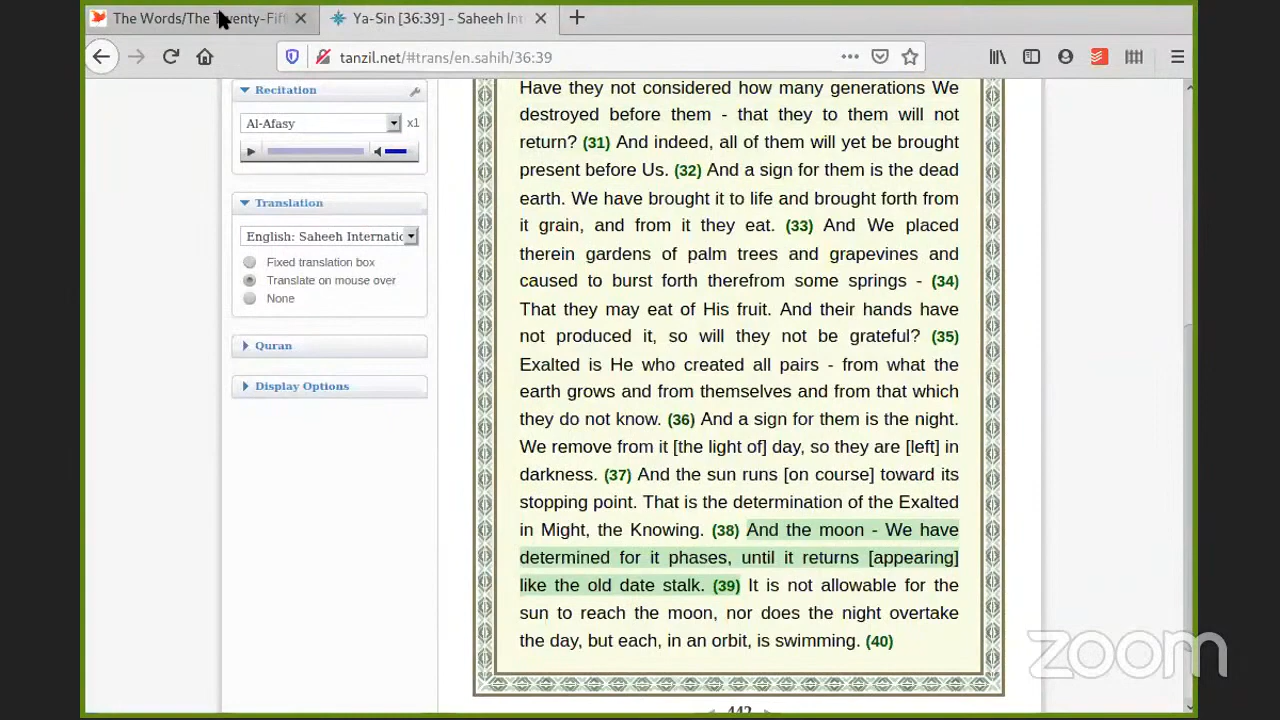 The Words/The Twenty-Fift
Ya-Sin [36:39] - Saheeh Int
tanzil.net/#trans/en.sahih/36:39
Recitation
Al-Afasy
x1
Translation
English: Saheeh Internatic
Fixed translation box
Translate on mouse over
None
Quran
Display Options
Have they not considered how many generations We
destroyed before them - that they to them will not
return? (31) And indeed, all of them will yet be brought
present before Us. (32) And a sign for them is the dead
earth. We have brought it to life and brought forth from
it grain, and from it they eat. (33) And We placed
therein gardens of palm trees and grapevines and
caused to burst forth therefrom some springs - (34)
That they may eat of His fruit. And their hands have
not produced it, so will they not be grateful? (35)
Exalted is He who created all pairs - from what the
earth grows and from themselves and from that which
they do not know. (36) And a sign for them is the night.
We remove from it [the light of] day, so they are [left] in
darkness. (37) And the sun runs [on course] toward its
stopping point. That is the determination of the Exalted
in Might, the Knowing. (38) And the moon - We have
determined for it phases, until it returns [appearing]
like the old date stalk. (39) It is not allowable for the
sun to reach the moon, nor does the night overtake
the day, but each, in an orbit, is swimming. (40)
442
zoom